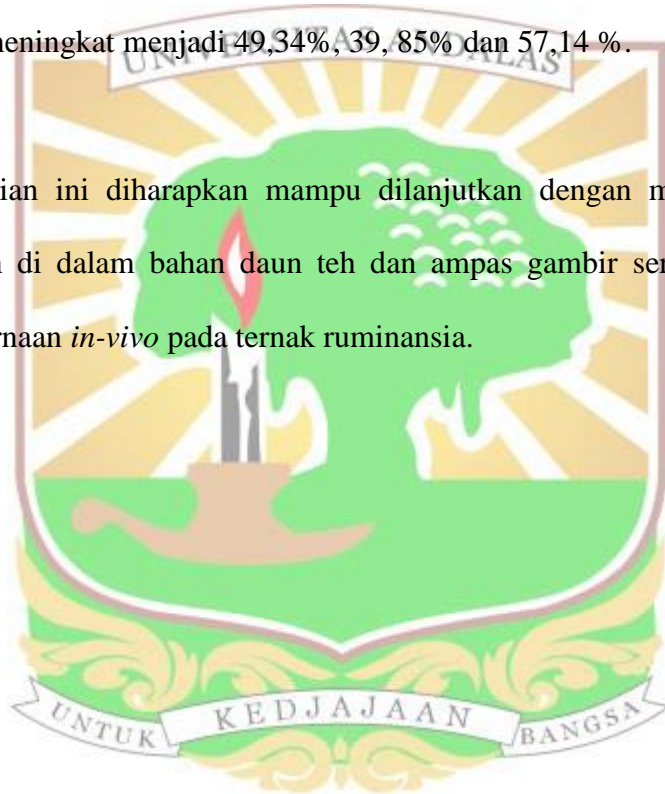 meningkat menjadi 49,34%, 39, 85% dan 57,14 %.
UNIVERSITAS ANDALAS
ian ini diharapkan mampu dilanjutkan dengan m
di dalam bahan daun teh dan ampas gambir ser
rnaan in-vivo pada ternak ruminansia.
UNTUK KEDJAJAAN BANGSA